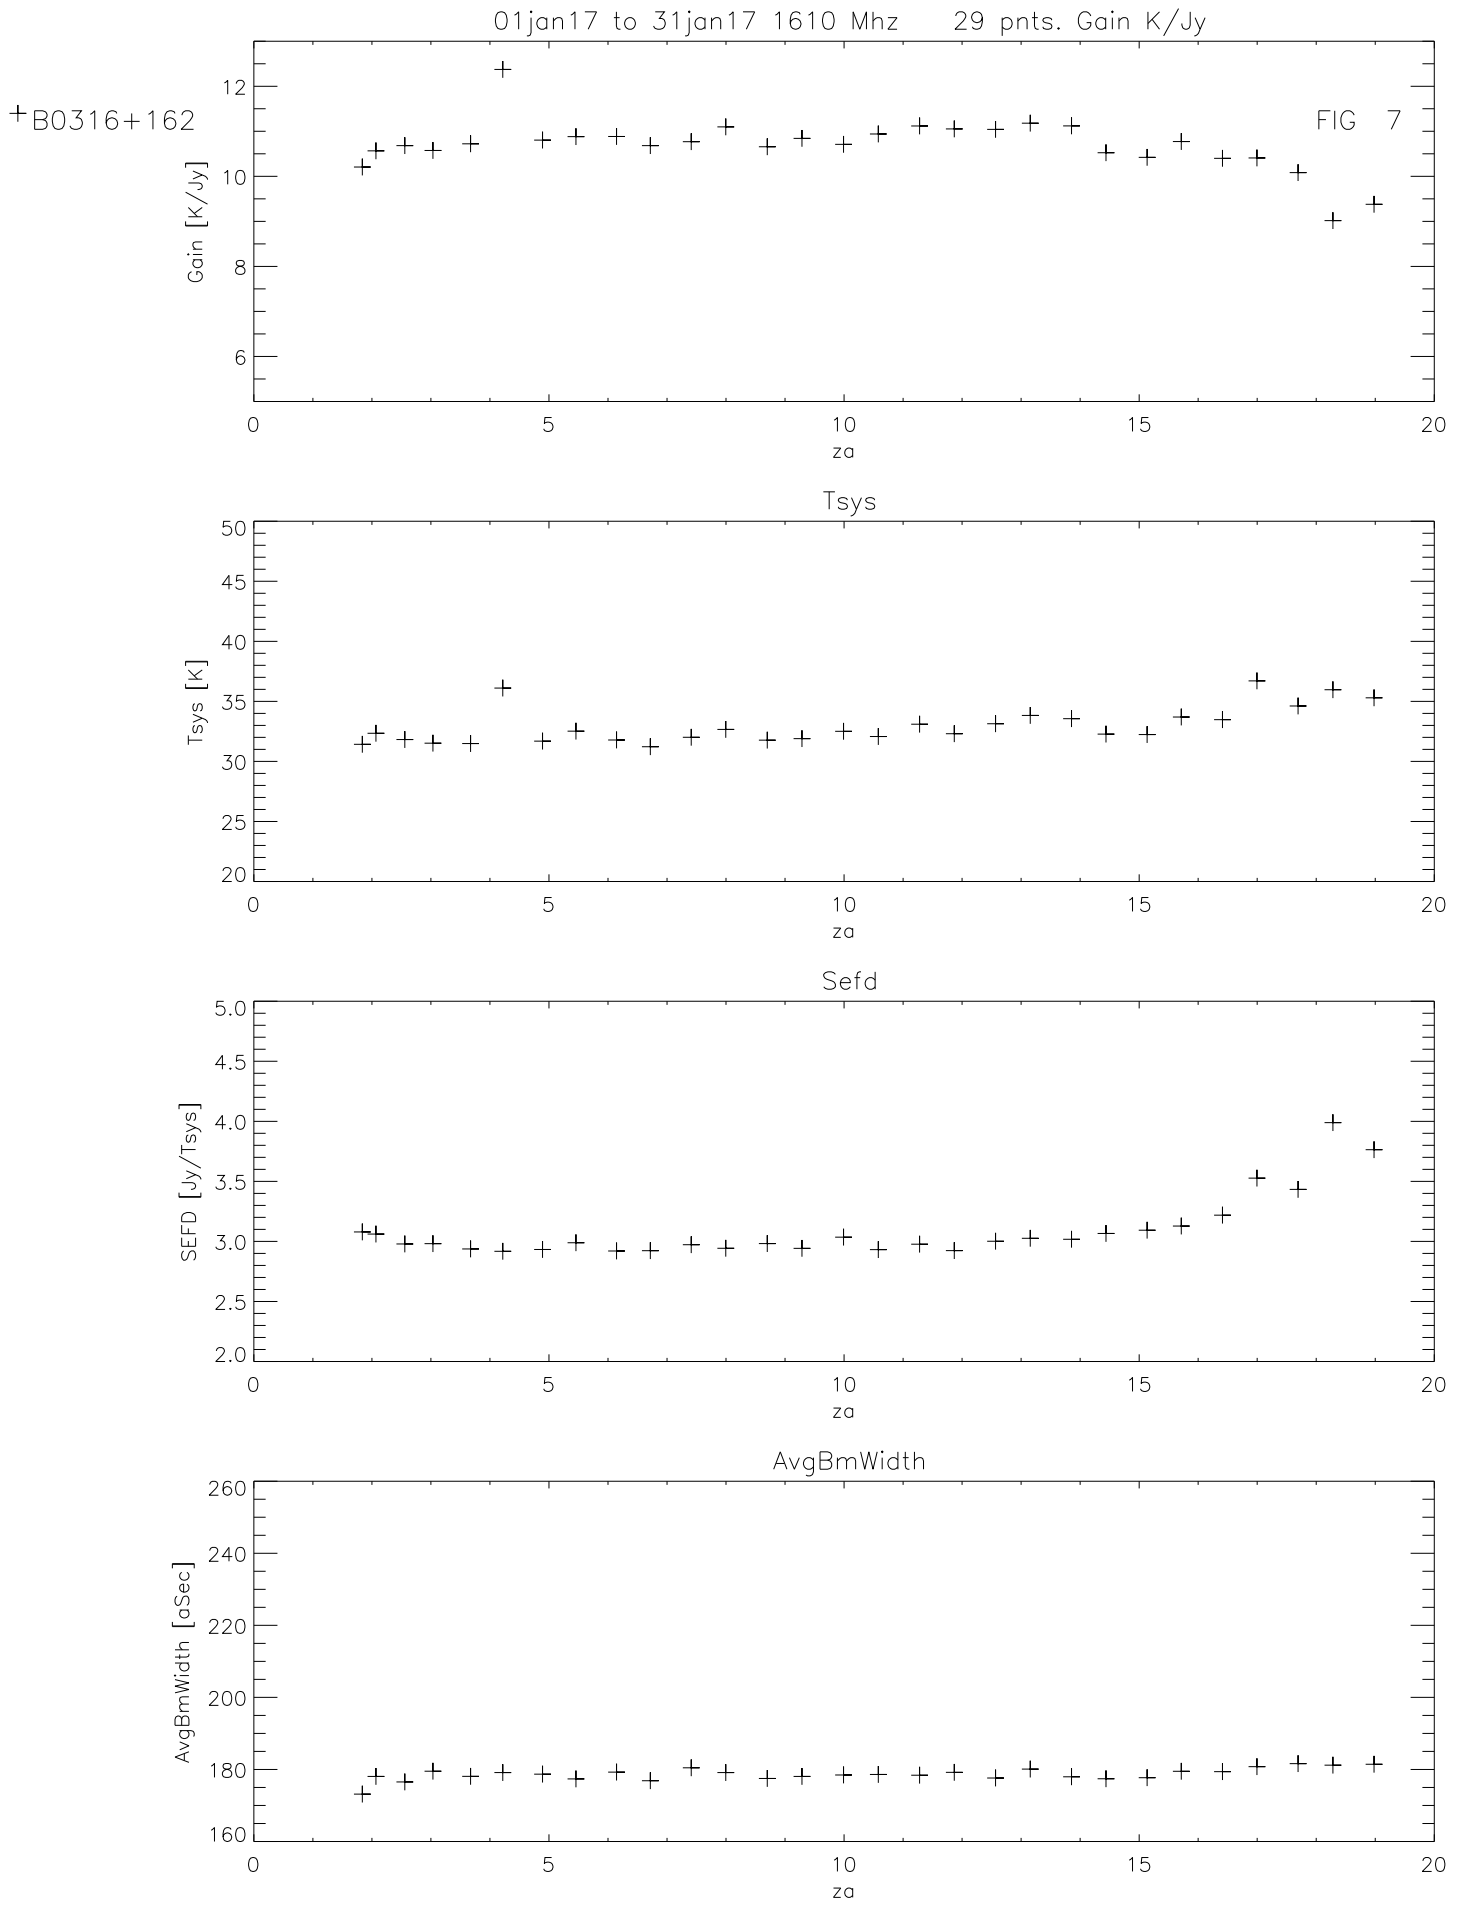 01jan17 to 31jan17 1610 Mhz 29 pnts. Gain K/Jy
+B0316+162
FIG 7
12
10
8
6
Gain [K/Jy]
0 5 10 15 20
za
Tsys
50
45
40
35
30
25
20
Tsys [K]
0 5 10 15 20
za
Sefd
5.0
4.5
4.0
3.5
3.0
2.5
2.0
SEFD [Jy/Tsys]
0 5 10 15 20
za
AvgBmWidth
260
240
220
200
180
160
AvgBmWidth [aSec]
0 5 10 15 20
za